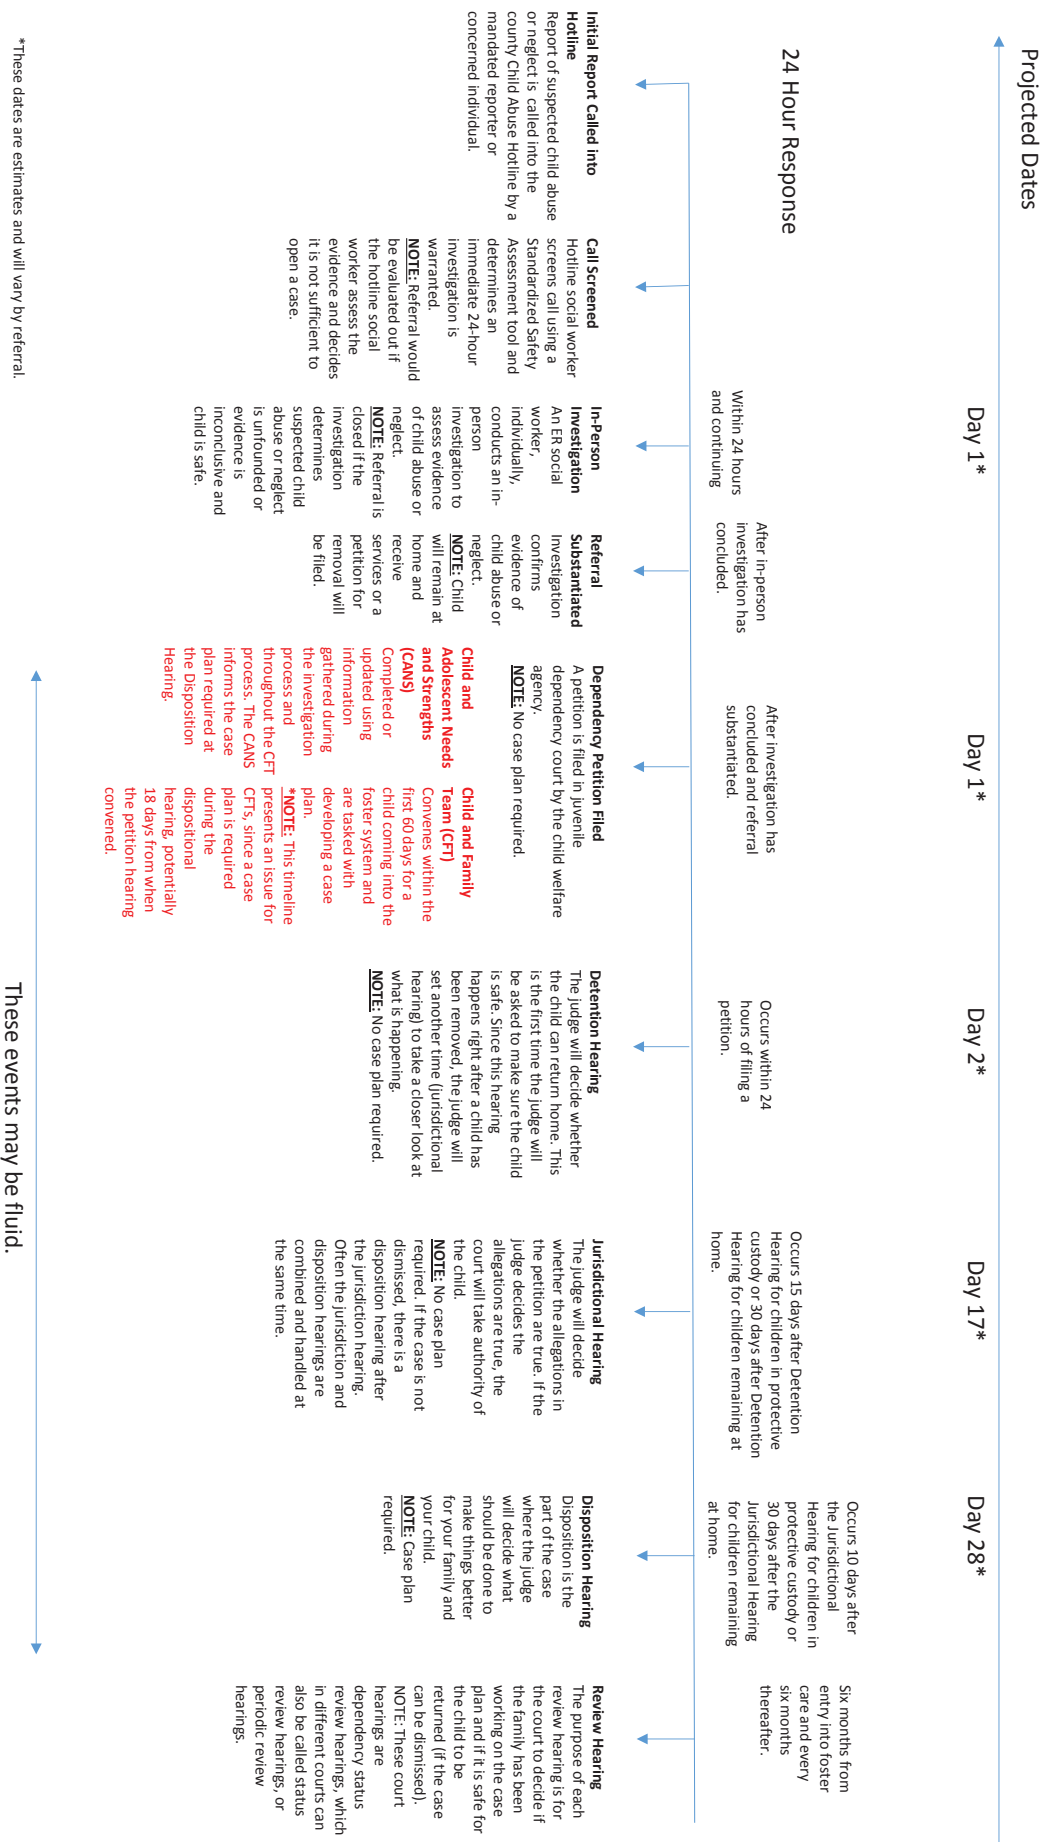 Projected Dates
24 Hour Response
Day 1*
Day 1*
Day 2*
Day 17*
Day 28*
Within 24 hours
and continuing
After in-person
investigation has
concluded.
After investigation has
concluded and referral
substantiated.
Occurs within 24
hours of filing a
petition.
Occurs 15 days after Detention
Hearing for children in protective
custody or 30 days after Detention
Hearing for children remaining at
home.
Occurs 10 days after
the Jurisdictional
Hearing for children in
protective custody or
30 days after the
Jurisdictional Hearing
for children remaining
at home.
Six months from
entry into foster
care and every
six months
thereafter.
Initial Report Called into
Hotline
Report of suspected child abuse
or neglect is called into the
county Child Abuse Hotline by a
mandated reporter or
concerned individual.
Call Screened
Hotline social worker
screens call using a
Standardized Safety
Assessment tool and
determines an
immediate 24-hour
investigation is
warranted.
NOTE: Referral would
be evaluated out if
the hotline social
worker assess the
evidence and decides
it is not sufficient to
open a case.
In-Person
Investigation
An ER social
worker,
individually,
conducts an in-
person
investigation to
assess evidence
of child abuse or
neglect.
NOTE: Referral is
closed if the
investigation
determines
suspected child
abuse or neglect
is unfounded or
evidence is
inconclusive and
child is safe.
Referral
Substantiated
Investigation
confirms
evidence of
child abuse or
neglect.
NOTE: Child
will remain at
home and
receive
services or a
petition for
removal will
be filed.
Dependency Petition Filed
A petition is filed in juvenile
dependency court by the child welfare
agency.
NOTE: No case plan required.
Child and
Adolescent Needs
and Strengths
(CANS)
Completed or
updated using
information
gathered during
the investigation
process and
throughout the CFT
process. The CANS
informs the case
plan required at
the Disposition
Hearing.
Child and Family
Team (CFT)
Convenes within the
first 60 days for a
child coming into the
foster system and
are tasked with
developing a case
plan.
*NOTE: This timeline
presents an issue for
CFTs, since a case
plan is required
during the
dispositional
hearing, potentially
18 days from when
the petition hearing
convened.
Detention Hearing
The judge will decide whether
the child can return home. This
is the first time the judge will
be asked to make sure the child
is safe. Since this hearing
happens right after a child has
been removed, the judge will
set another time (jurisdictional
hearing) to take a closer look at
what is happening.
NOTE: No case plan required.
Jurisdictional Hearing
The judge will decide
whether the allegations in
the petition are true. If the
judge decides the
allegations are true, the
court will take authority of
the child.
NOTE: No case plan
required. If the case is not
dismissed, there is a
disposition hearing after
the jurisdiction hearing.
Often the jurisdiction and
disposition hearings are
combined and handled at
the same time.
Disposition Hearing
Disposition is the
part of the case
where the judge
will decide what
should be done to
make things better
for your family and
your child.
NOTE: Case plan
required.
Review Hearing
The purpose of each
review hearing is for
the court to decide if
the family has been
working on the case
plan and if it is safe for
the child to be
returned (if the case
can be dismissed).
NOTE: These court
hearings are
dependency status
review hearings, which
in different courts can
also be called status
review hearings, or
periodic review
hearings.
*These dates are estimates and will vary by referral.
These events may be fluid.